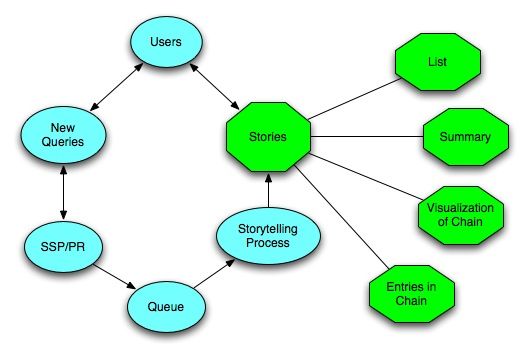 Users
List
New
Queries
Stories
Summary
Visualization
of Chain
Storytelling
Process
SSP/PR
Entries in
Chain
Queue